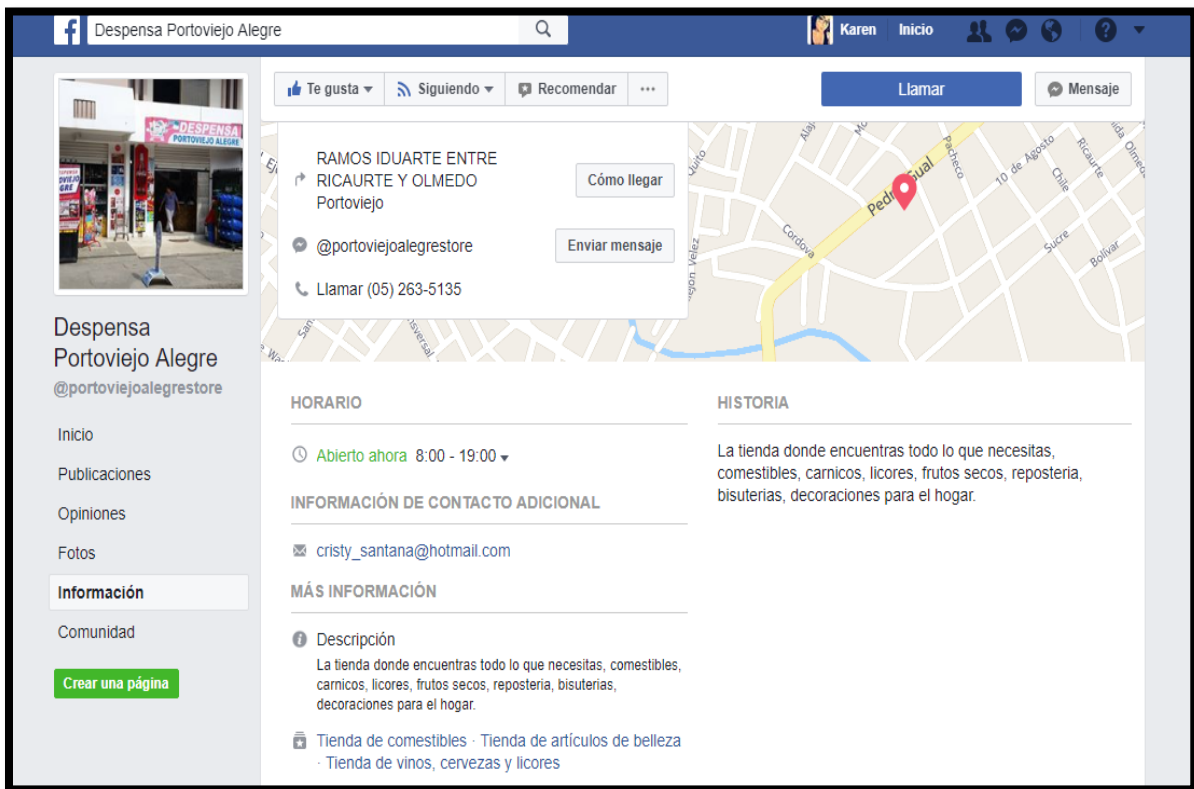 Despensa Portoviejo Alegre
Karen
Inicio
DESPENSA
PORTOVIEJO ALEGRE
Te gusta
Siguiendo
Recomendar
Llamar
Mensaje
RAMOS IDUARTE ENTRE
RICAURTE Y OLMEDO
Portoviejo
Cómo llegar
@portoviejoalegrestore
Enviar mensaje
Llamar (05) 263-5135
Quito
Pedro Gual
Pacheco
10 de Agosto
Ricaurte
Olmedo
Chile
Sucre
Bolivar
Cordova
Velez
Despensa
Portoviejo Alegre
@portoviejoalegrestore
Inicio
Publicaciones
Opiniones
Fotos
Información
Comunidad
Crear una página
HORARIO
Abierto ahora 8:00 - 19:00
INFORMACIÓN DE CONTACTO ADICIONAL
cristy_santana@hotmail.com
MÁS INFORMACIÓN
Descripción
La tienda donde encuentras todo lo que necesitas, comestibles,
carnicos, licores, frutos secos, reposteria, bisuterias,
decoraciones para el hogar.
Tienda de comestibles · Tienda de artículos de belleza
· Tienda de vinos, cervezas y licores
HISTORIA
La tienda donde encuentras todo lo que necesitas,
comestibles, carnicos, licores, frutos secos, reposteria,
bisuterias, decoraciones para el hogar.